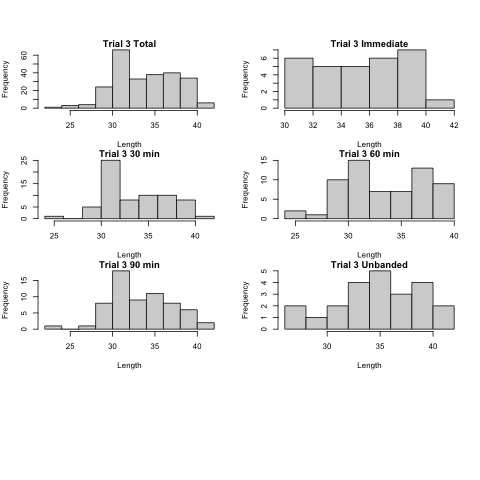 Trial 3 Total
Frequency
0 20 40 60
25 30 35 40
Length
Trial 3 Immediate
Frequency
0 2 4 6
30 32 34 36 38 40 42
Length
Trial 3 30 min
Frequency
0 5 15 25
25 30 35 40
Length
Trial 3 60 min
Frequency
0 5 10 15
25 30 35 40
Length
Trial 3 90 min
Frequency
0 5 10 15
25 30 35 40
Length
Trial 3 Unbanded
Frequency
0 1 2 3 4 5
30 35 40
Length